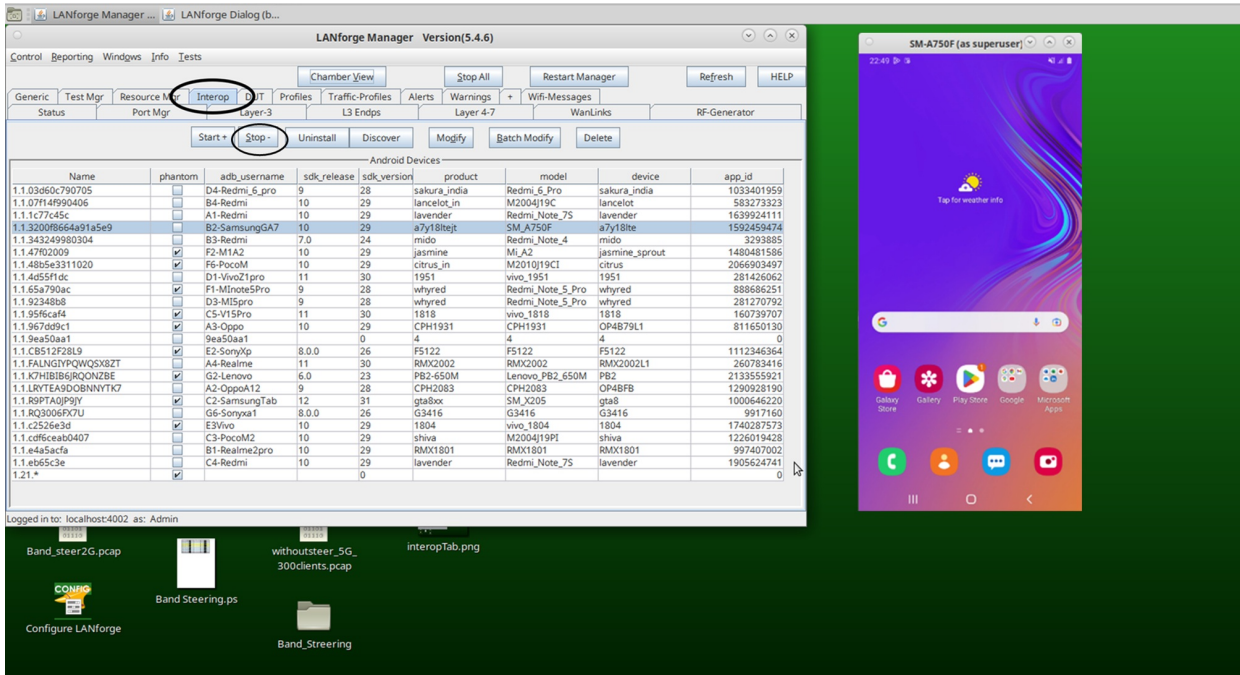 LANforge Manager ... LANforge Dialog (b...
LANforge Manager Version(5.4.6)
Control Reporting Windows Info Tests
Chamber View Stop All Restart Manager Refresh HELP
Generic Test Mgr Resource Mgr Interop DUT Profiles Traffic-Profiles Alerts Warnings + Wifi-Messages
Status Port Mgr Layer-3 L3 Endps Layer 4-7 WanLinks RF-Generator
Start + Stop - Uninstall Discover Modify Batch Modify Delete
Android Devices
Name phantom adb_username sdk_release sdk_version product model device app_id
1.1.03d60c790705 D4-Redmi_6_pro 9 28 sakura_india Redmi_6_Pro sakura_india 1033401959
1.1.07f14f990406 B4-Redmi 10 29 lancelot_in M2004J19C lancelot 583273323
1.1.1c77c45c A1-Redmi 10 29 lavender Redmi_Note_7S lavender 1639924111
1.1.3200f8664a91a5e9 B2-SamsungGA7 10 29 a7y18ltejt SM_A750F a7y18lte 1592459474
1.1.343249980304 B3-Redmi 7.0 24 mido Redmi_Note_4 mido 3293885
1.1.47f02009 F2-M1A2 10 29 jasmine Mi_A2 jasmine_sprout 1480481586
1.1.48b5e3311020 F6-PocoM 10 29 citrus_in M2010J19CI citrus 2066903497
1.1.4d55f1dc D1-VivoZ1pro 11 30 1951 vivo_1951 1951 281426062
1.1.65a790ac F1-MInote5Pro 9 28 whyred Redmi_Note_5_Pro whyred 888686251
1.1.92348b8 D3-MI5pro 9 28 whyred Redmi_Note_5_Pro whyred 281270792
1.1.95f6caf4 C5-V15Pro 11 30 1818 vivo_1818 1818 160739707
1.1.967dd9c1 A3-Oppo 10 29 CPH1931 CPH1931 OP4B79L1 811650130
1.1.9ea50aa1 9ea50aa1 0 4 4 4 0
1.1.CB512F28L9 E2-SonyXp 8.0.0 26 F5122 F5122 F5122 1112346364
1.1.FALNGIYPQWQSX8ZT A4-Realme 11 30 RMX2002 RMX2002 RMX2002L1 260783416
1.1.K7HIBIB6JRQONZBE G2-Lenovo 6.0 23 PB2-650M Lenovo_PB2_650M PB2 2133555921
1.1.LRYTEA9DOBNNYTK7 A2-OppoA12 9 28 CPH2083 CPH2083 OP4BFB 1290928190
1.1.R9PTA0JP9JY C2-SamsungTab 12 31 gta8xx SM_X205 gta8 1000646220
1.1.RQ3006FX7U G6-Sonyxa1 8.0.0 26 G3416 G3416 G3416 9917160
1.1.c2526e3d E3Vivo 10 29 1804 vivo_1804 1804 1740287573
1.1.cdf6ceab0407 C3-PocoM2 10 29 shiva M2004J19PI shiva 1226019428
1.1.e4a5acfa B1-Realme2pro 10 29 RMX1801 RMX1801 RMX1801 997407002
1.1.eb65c3e C4-Redmi 10 29 lavender Redmi_Note_7S lavender 1905624741
1.21.* 0 0
Logged in to: localhost:4002 as: Admin
SM-A750F (as superuser)
22:49
Tap for weather info
G
Galaxy Store Gallery Play Store Google Microsoft Apps
01110 01110
Band_steer2G.pcap
withoutsteer_5G_
300clients.pcap
interopTab.png
Band Steering.ps
CONFIG
Configure LANforge
Band_Streering